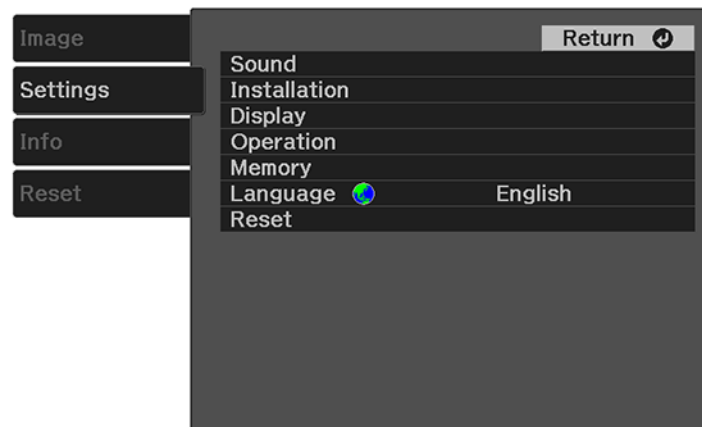 Image
Settings
Info
Reset
Return
Sound
Installation
Display
Operation
Memory
Language English
Reset